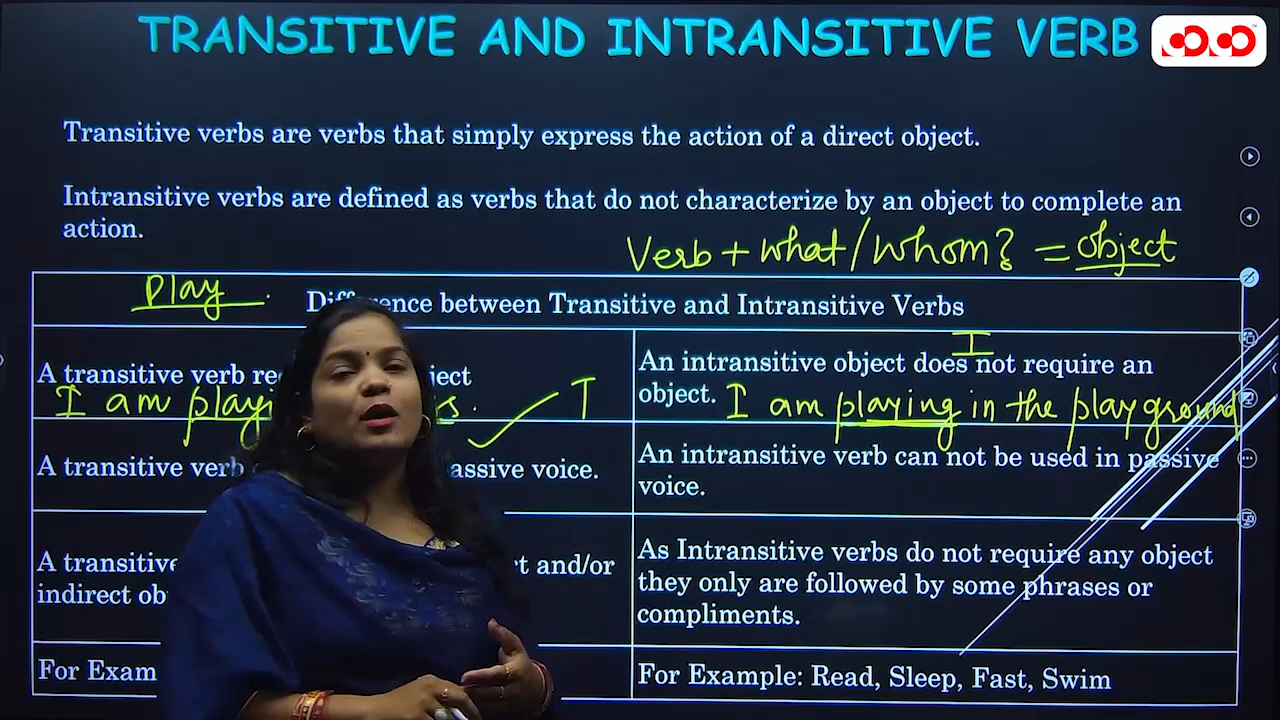 TRANSITIVE AND INTRANSITIVE VERB
Transitive verbs are verbs that simply express the action of a direct object.
Intransitive verbs are defined as verbs that do not characterize by an object to complete an
action.
Verb + what / whom? = object
Play
Difference between Transitive and Intransitive Verbs
A transitive verb
I am
T
I
An intransitive object does not require an
object.
I am playing in the playground
A transitive verb
passive voice.
An intransitive verb can not be used in passive
voice.
A transitive
and/or
indirect
As Intransitive verbs do not require any object
they only are followed by some phrases or
compliments.
For
For Example: Read, Sleep, Fast, Swim